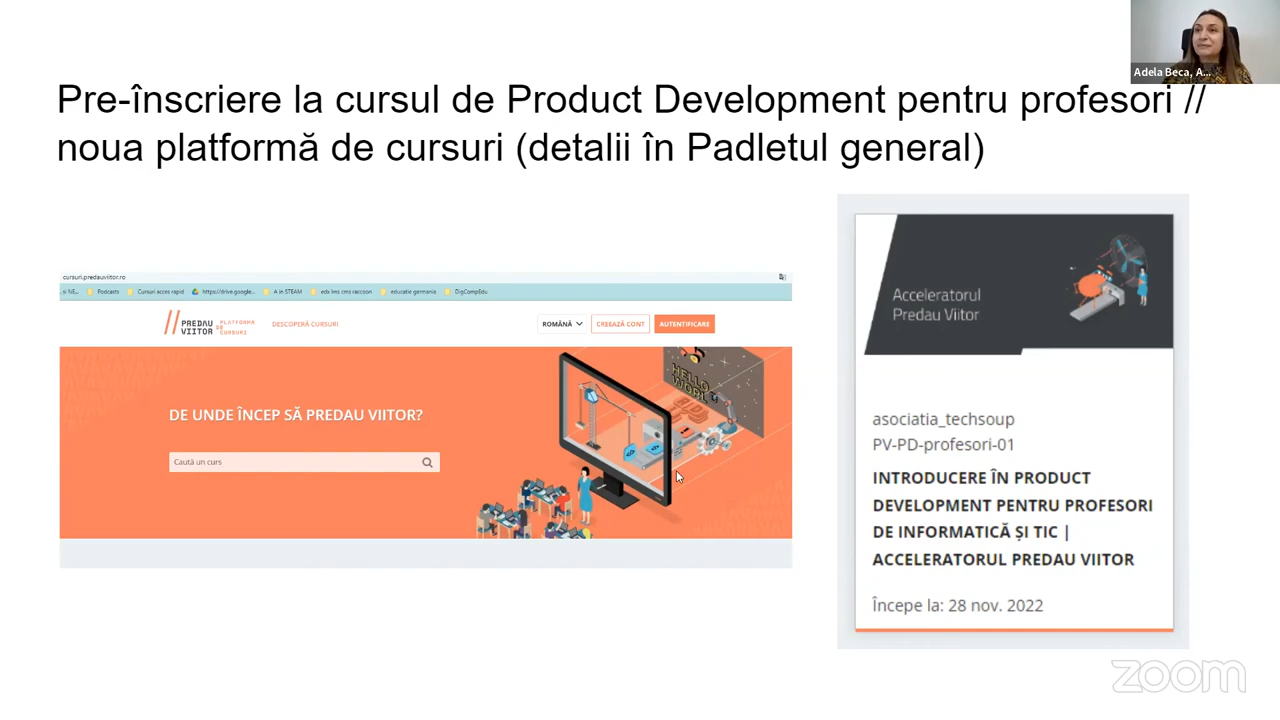 Adela Beca, A...
Pre-înscriere la cursul de Product Development pentru profesori //
noua platformă de cursuri (detalii în Padletul general)
cursuri.predauviitor.ro
si NE... Podcasts Cursuri acces rapid https://drive.google... A in STEAM edx lms cms raccoon educatie germania DigCompEdu
PREDAU VIITOR PLATFORMA DE CURSURI DESCOPERĂ CURSURI ROMÂNĂ CREEAZĂ CONT AUTENTIFICARE
DE UNDE ÎNCEP SĂ PREDAU VIITOR?
Caută un curs
HELLO
WORL
Acceleratorul
Predau Viitor
asociatia_techsoup
PV-PD-profesori-01
INTRODUCERE ÎN PRODUCT
DEVELOPMENT PENTRU PROFESORI
DE INFORMATICĂ ȘI TIC |
ACCELERATORUL PREDAU VIITOR
Începe la: 28 nov. 2022
zoom